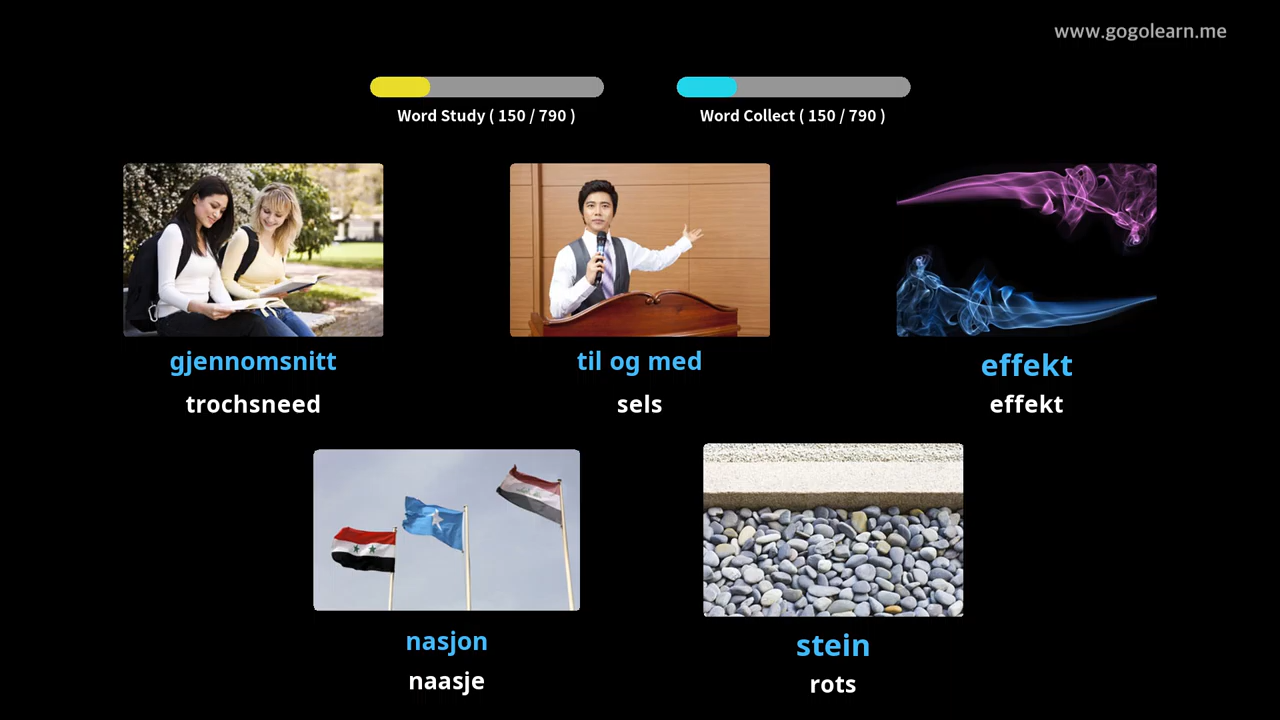 www.gogolearn.me
Word Study ( 150 / 790 )
Word Collect ( 150 / 790 )
gjennomsnitt
trochsneed
til og med
sels
effekt
effekt
nasjon
naasje
stein
rots